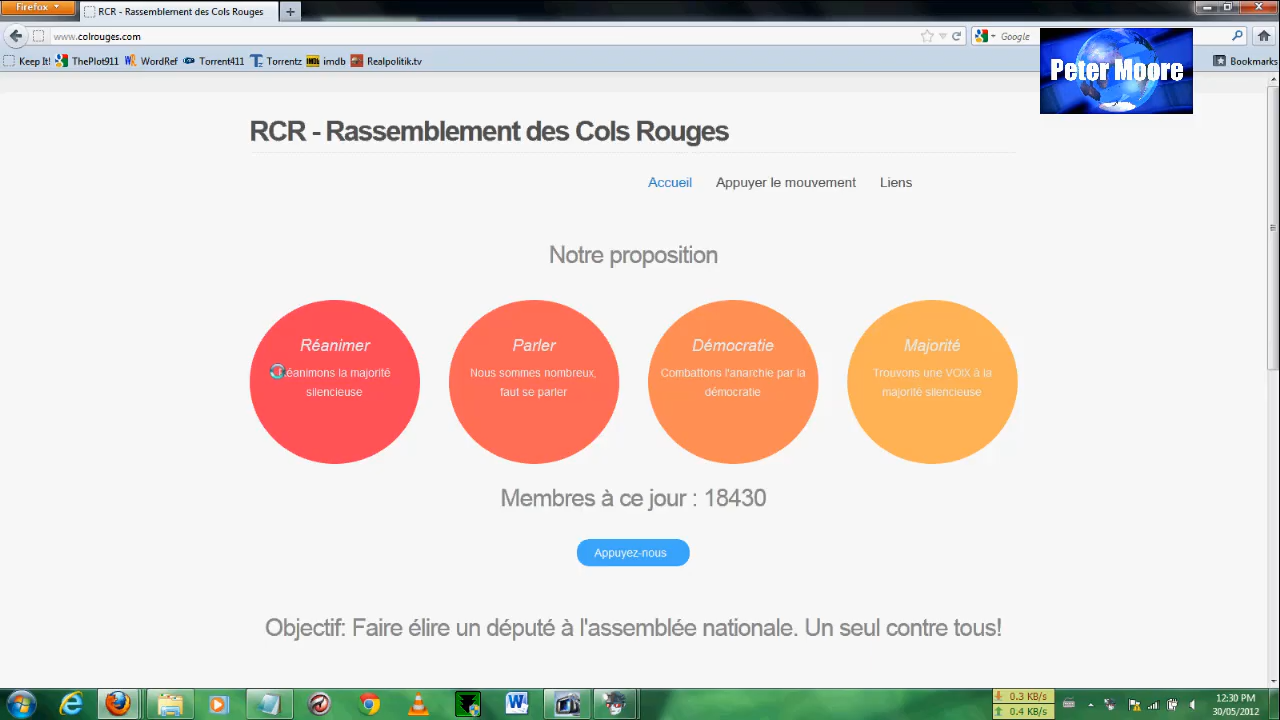 Firefox
RCR - Rassemblement des Cols Rouges
www.colrouges.com
Google
Keep It!
ThePlot911
WordRef
Torrent411
Torrentz
imdb
Realpolitik.tv
Bookmarks
Peter Moore
RCR - Rassemblement des Cols Rouges
Accueil
Appuyer le mouvement
Liens
Notre proposition
Réanimer
Réanimons la majorité
silencieuse
Parler
Nous sommes nombreux,
faut se parler
Démocratie
Combattons l'anarchie par la
démocratie
Majorité
Trouvons une VOIX à la
majorité silencieuse
Membres à ce jour : 18430
Appuyez-nous
Objectif: Faire élire un député à l'assemblée nationale. Un seul contre tous!
0.3 KB/s
0.4 KB/s
12:30 PM
30/05/2012